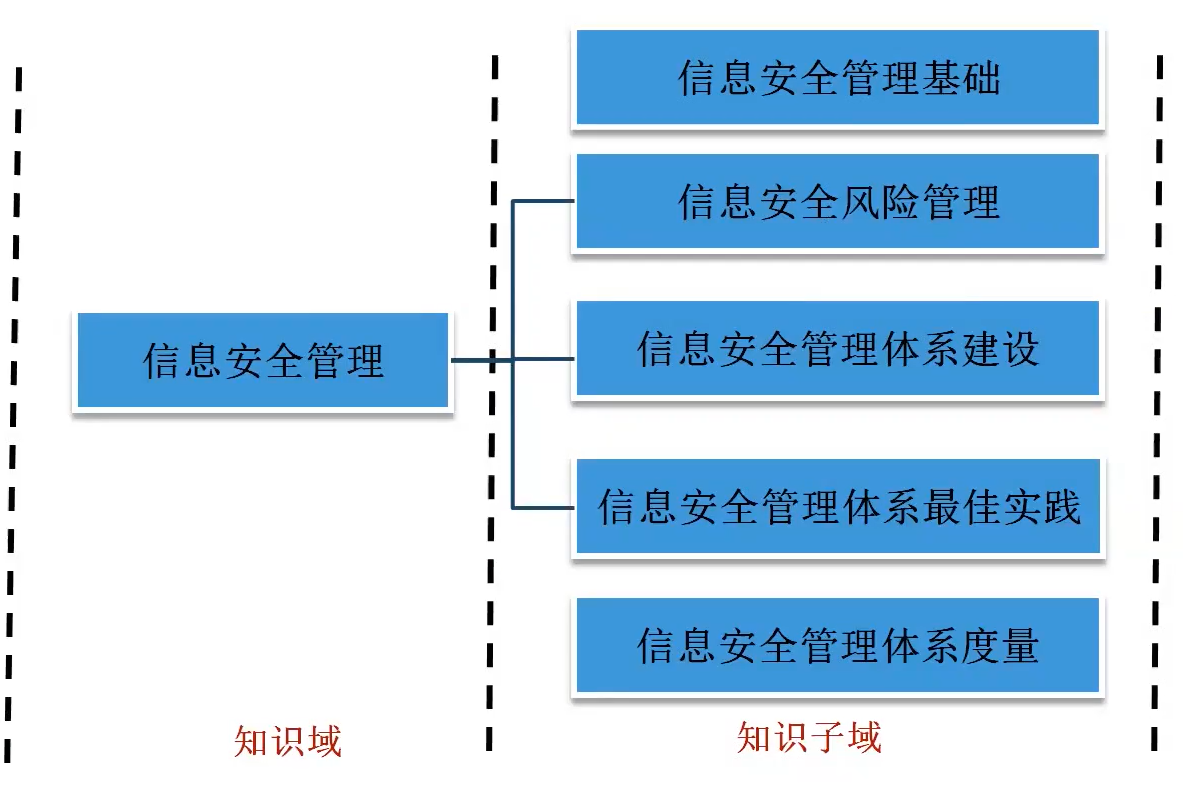 信息安全管理基础
信息安全风险管理
信息安全管理
信息安全管理体系建设
信息安全管理体系最佳实践
信息安全管理体系度量
知识域
知识子域